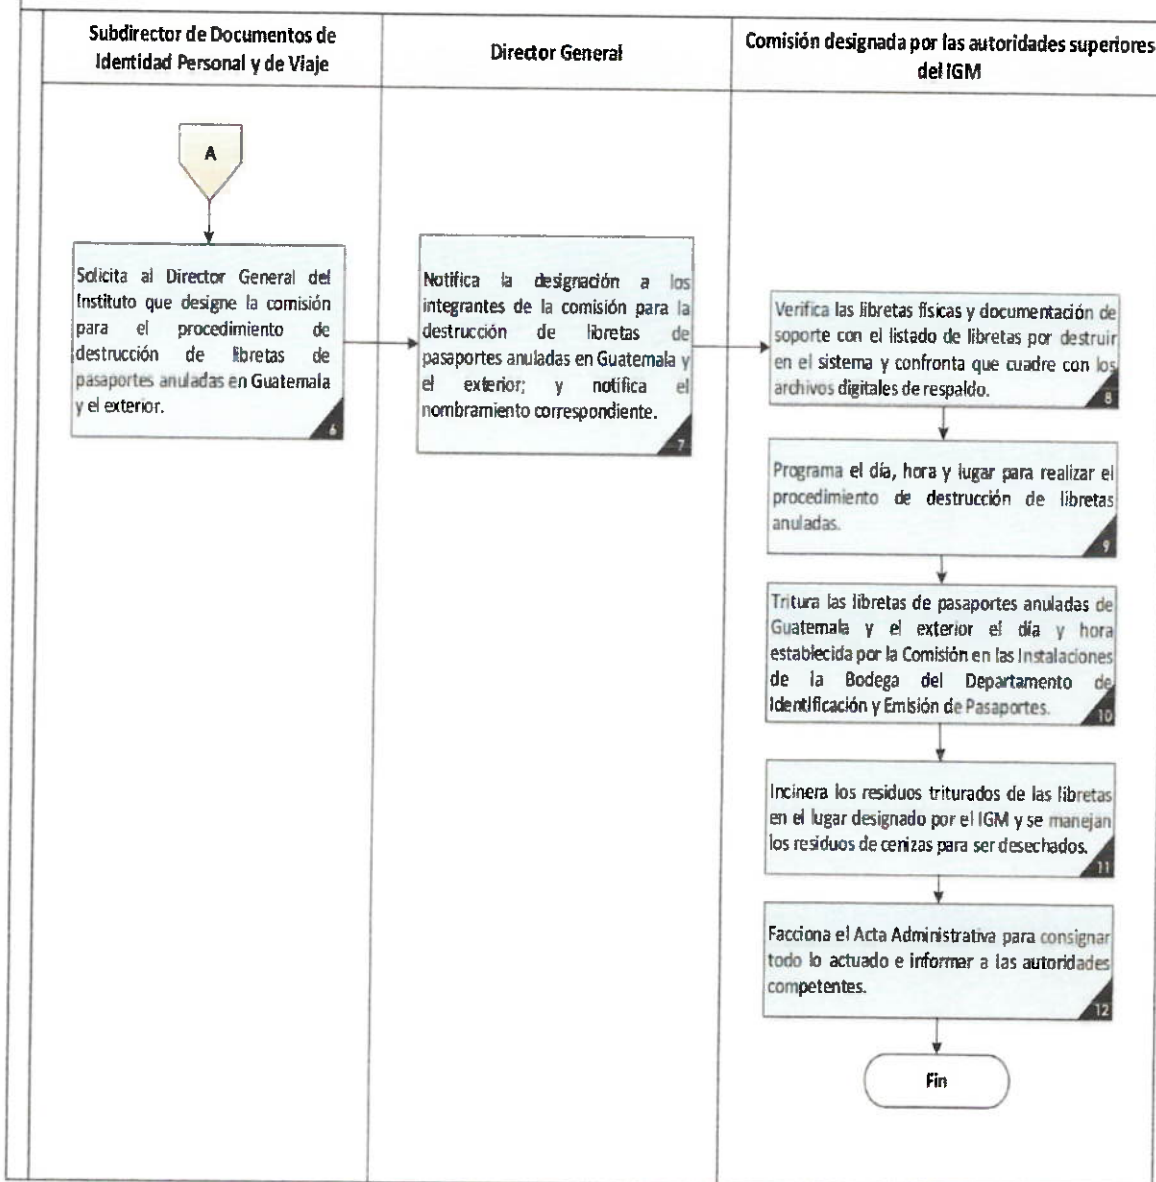 Subdirector de Documentos de
Identidad Personal y de Viaje
Director General
Comisión designada por las autoridades superiores
del IGM
A
Solicita al Director General del
Instituto que designe la comisión
para el procedimiento de
destrucción de libretas de
pasaportes anuladas en Guatemala
y el exterior.
6
Notifica la designación a los
integrantes de la comisión para la
destrucción de libretas de
pasaportes anuladas en Guatemala y
el exterior; y notifica el
nombramiento correspondiente.
7
Verifica las libretas físicas y documentación de
soporte con el listado de libretas por destruir
en el sistema y confronta que cuadre con los
archivos digitales de respaldo.
8
Programa el día, hora y lugar para realizar el
procedimiento de destrucción de libretas
anuladas.
9
Tritura las libretas de pasaportes anuladas de
Guatemala y el exterior el día y hora
establecida por la Comisión en las Instalaciones
de la Bodega del Departamento de
Identificación y Emisión de Pasaportes.
10
Incinera los residuos triturados de las libretas
en el lugar designado por el IGM y se manejan
los residuos de cenizas para ser desechados.
11
Facciona el Acta Administrativa para consignar
todo lo actuado e informar a las autoridades
competentes.
12
Fin